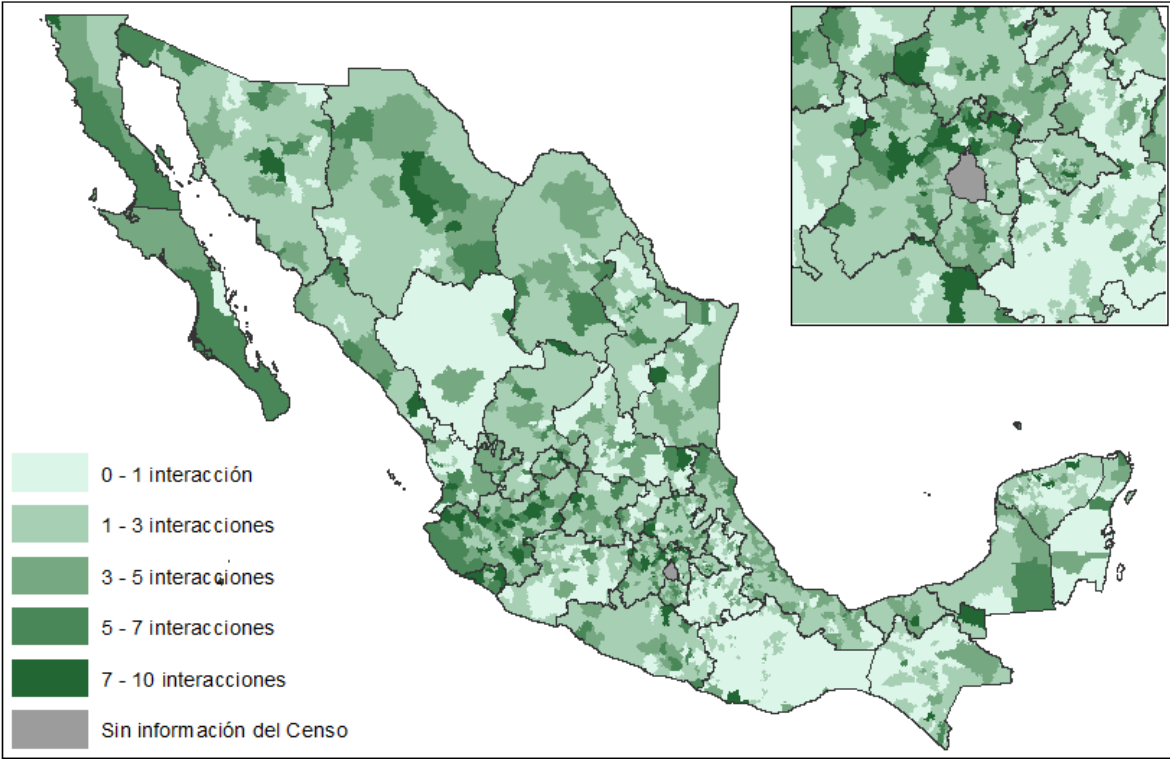 0 - 1 interacción
1 - 3 interacciones
3 - 5 interacciones
5 - 7 interacciones
7 - 10 interacciones
Sin información del Censo